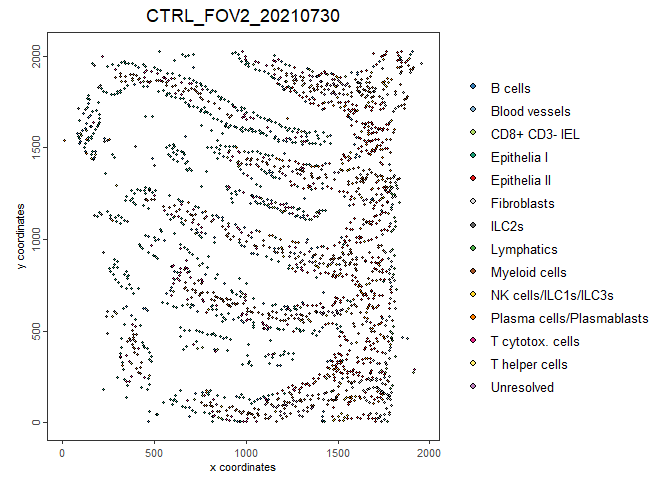 CTRL_FOV2_20210730
2000
1500
1000
500
0
y coordinates
0
500
1000
1500
2000
x coordinates
B cells
Blood vessels
CD8+ CD3- IEL
Epithelia I
Epithelia II
Fibroblasts
ILC2s
Lymphatics
Myeloid cells
NK cells/ILC1s/ILC3s
Plasma cells/Plasmablasts
T cytotox. cells
T helper cells
Unresolved